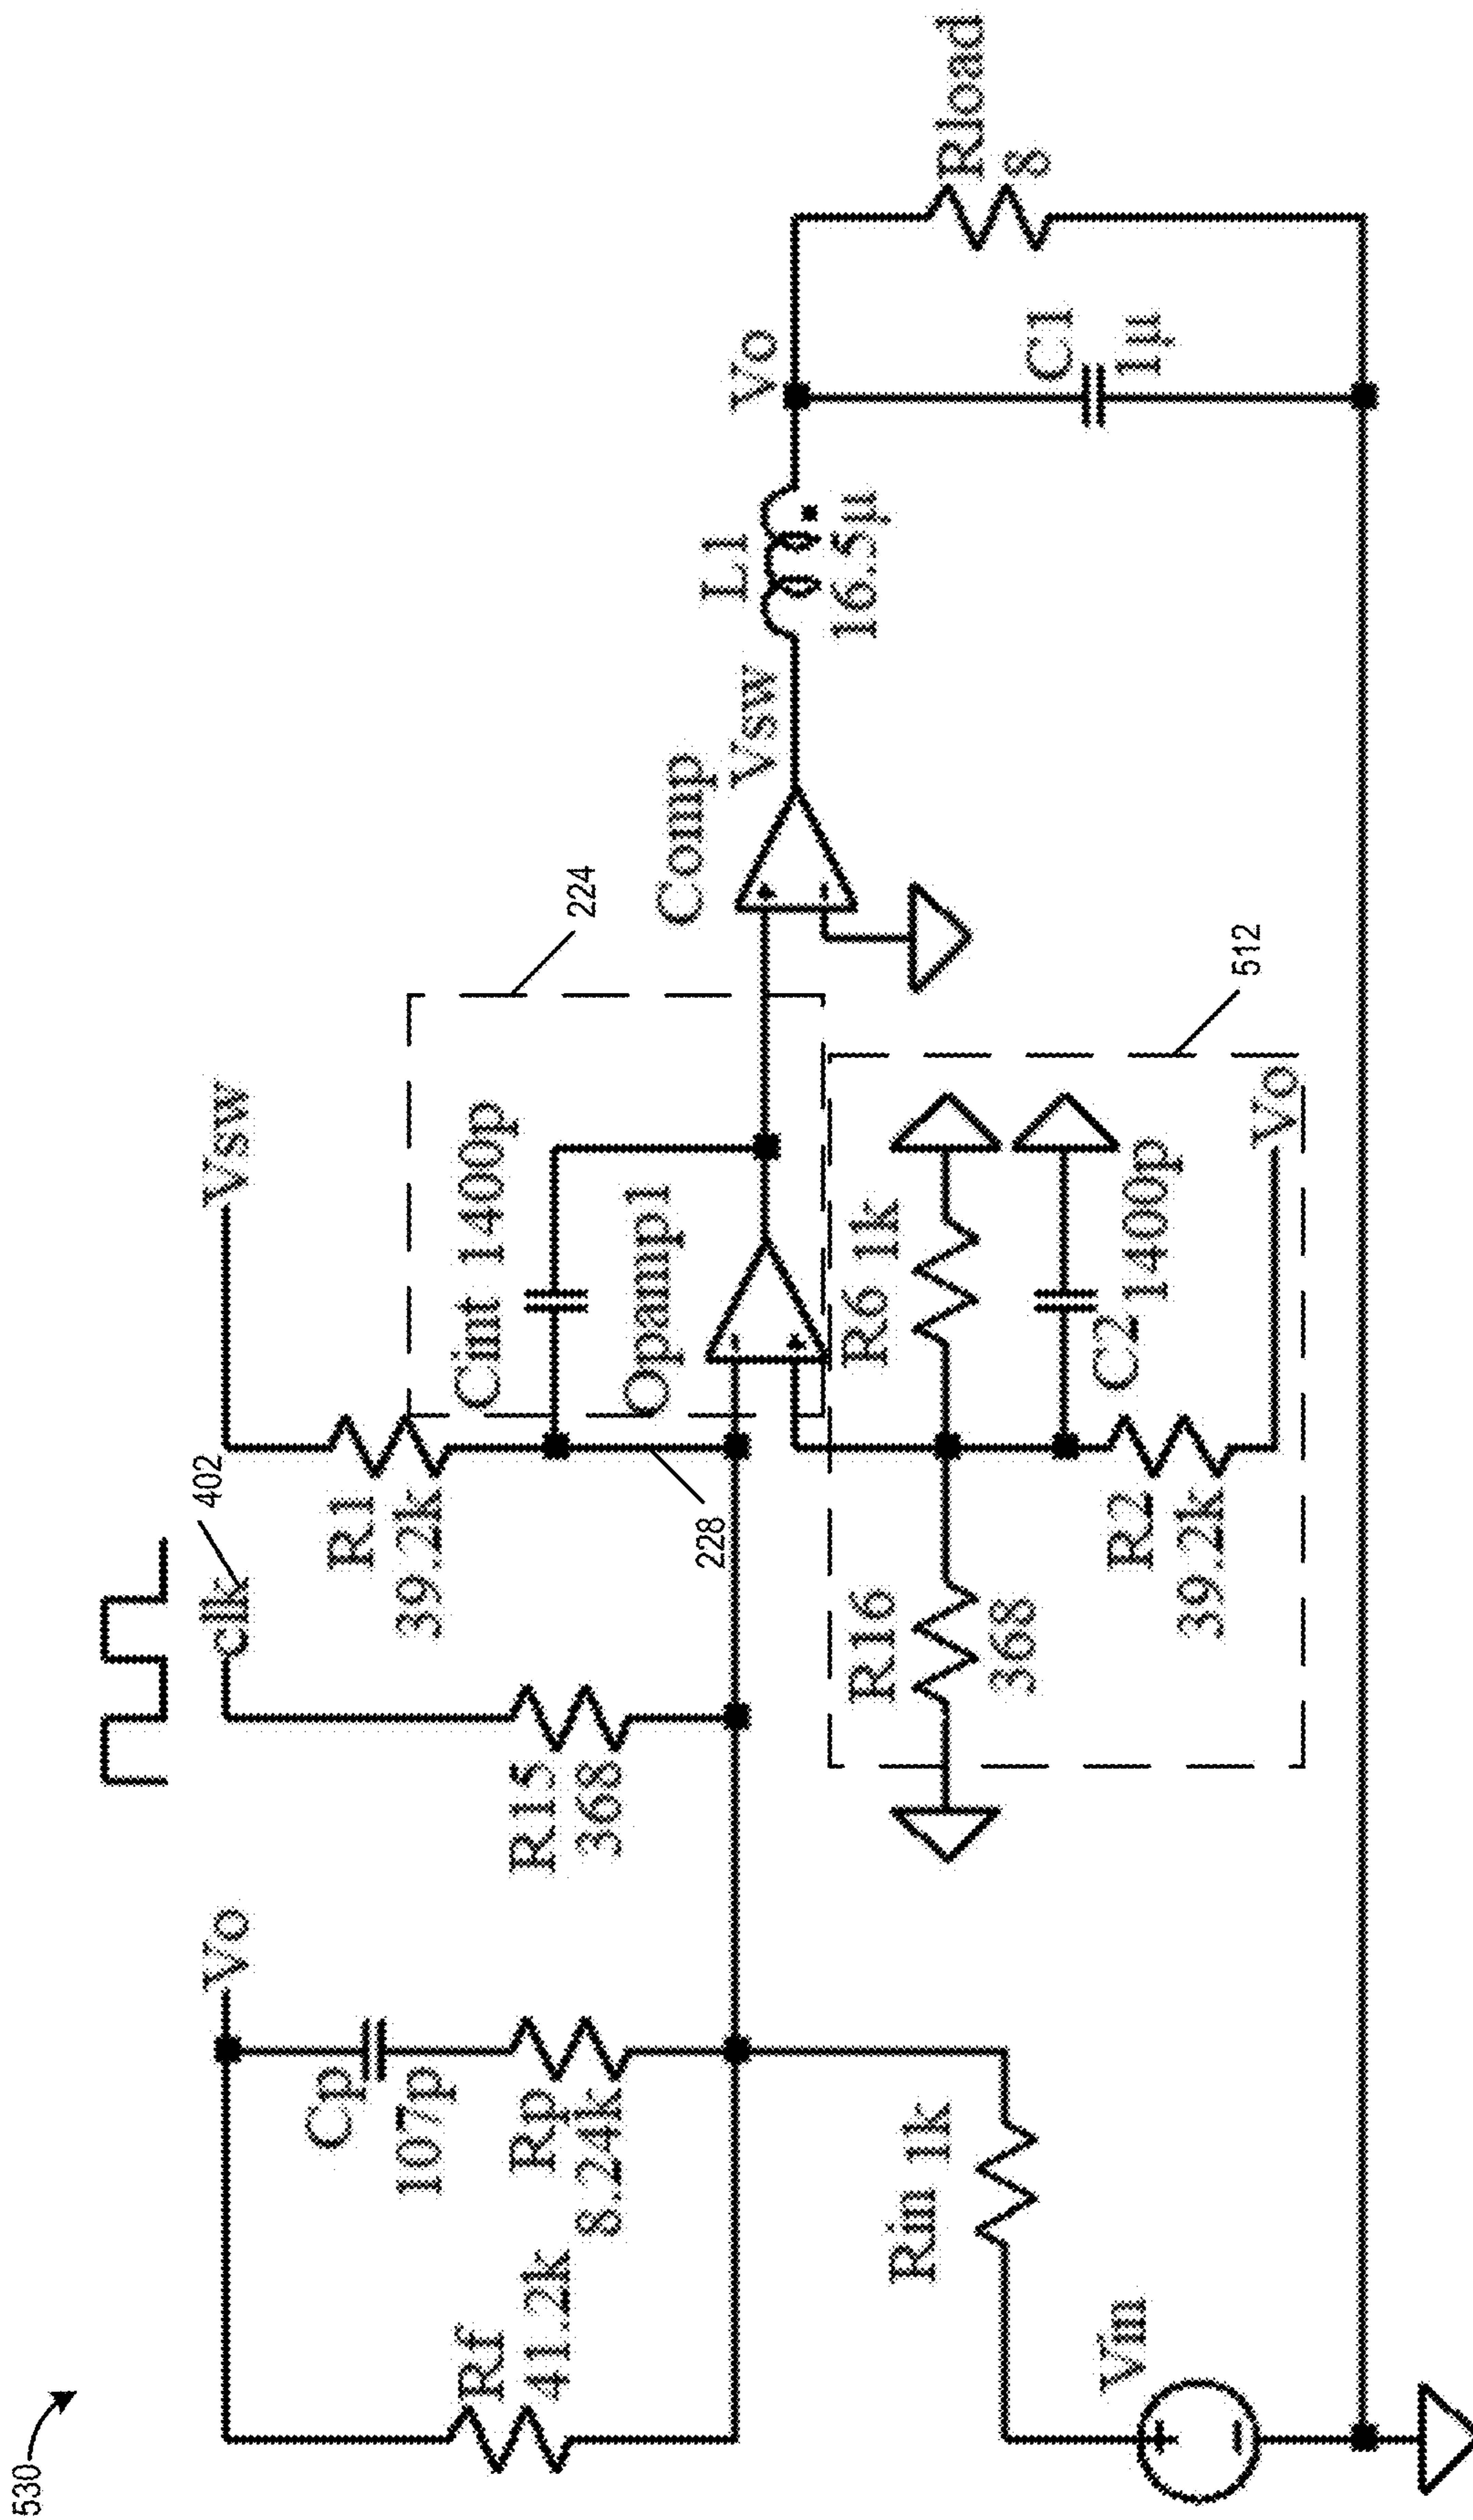 530
Rf
41.2k
Cp
107p
Rp
8.24k
Vo
Rin 1k
Vin
clk
402
R15
368
Vsw
R1
39.2k
228
Cint 1400p
Opamp1
224
R16
368
R6 1k
C2
1400p
R2
39.2k
Vo
512
Comp
Vsw
L1
16.5µ
Vo
C1
1µ
Rload
8